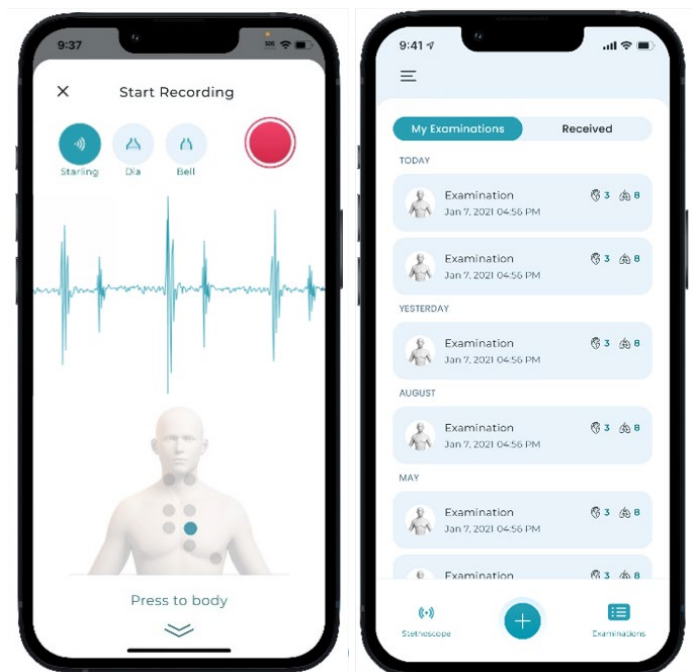 9:37
SOS
Start Recording
Starling
Dia
Bell
Press to body
9:41
My Examinations
Received
TODAY
Examination
3
8
Jan 7, 2021 04:56 PM
Examination
3
8
Jan 7, 2021 04:56 PM
YESTERDAY
Examination
3
8
Jan 7, 2021 04:56 PM
AUGUST
Examination
3
8
Jan 7, 2021 04:56 PM
MAY
Examination
3
8
Jan 7, 2021 04:56 PM
Examination
3
8
Stethoscope
Examinations